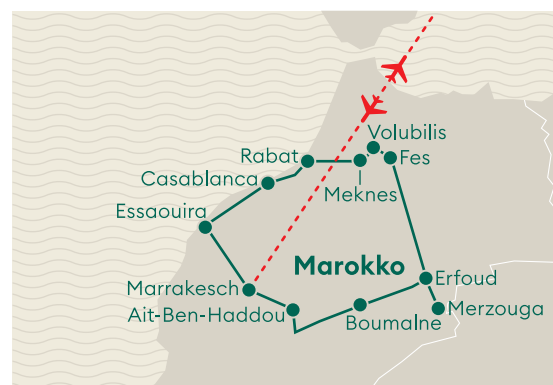 Volubilis
Rabat
Fes
Casablanca
Meknes
Essaouira
Marokko
Erfoud
Marrakesch
Merzouga
Ait-Ben-Haddou
Boumalne